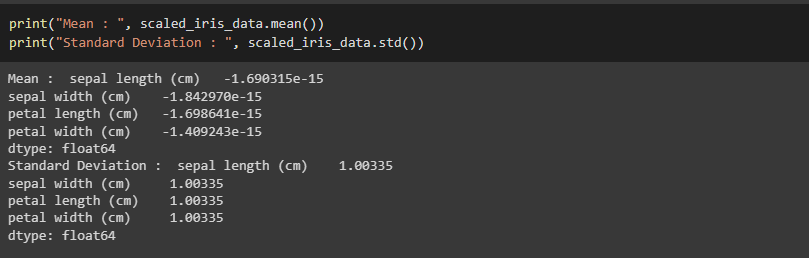 print("Mean : ", scaled_iris_data.mean())
print("Standard Deviation : ", scaled_iris_data.std())
Mean :  sepal length (cm)   -1.690315e-15
sepal width (cm)    -1.842970e-15
petal length (cm)   -1.698641e-15
petal width (cm)    -1.409243e-15
dtype: float64
Standard Deviation :  sepal length (cm)    1.00335
sepal width (cm)     1.00335
petal length (cm)    1.00335
petal width (cm)     1.00335
dtype: float64